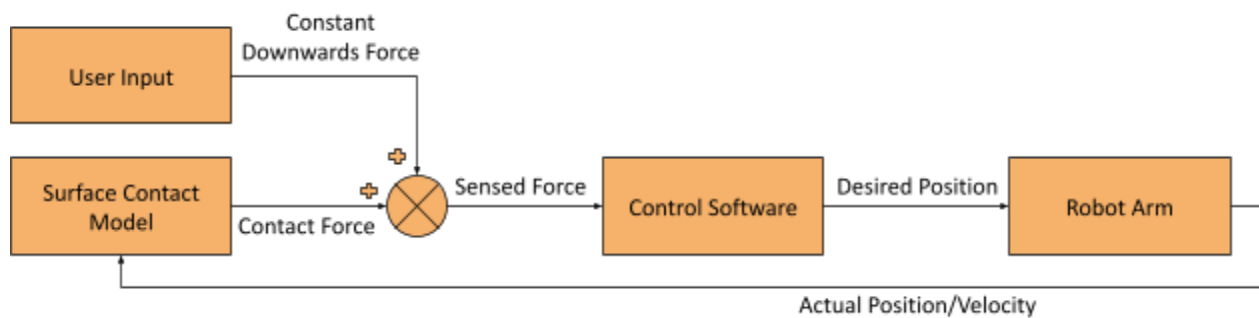 Constant
Downwards Force
User Input
Surface Contact
Model
Contact Force
Sensed Force
Control Software
Desired Position
Robot Arm
Actual Position/Velocity